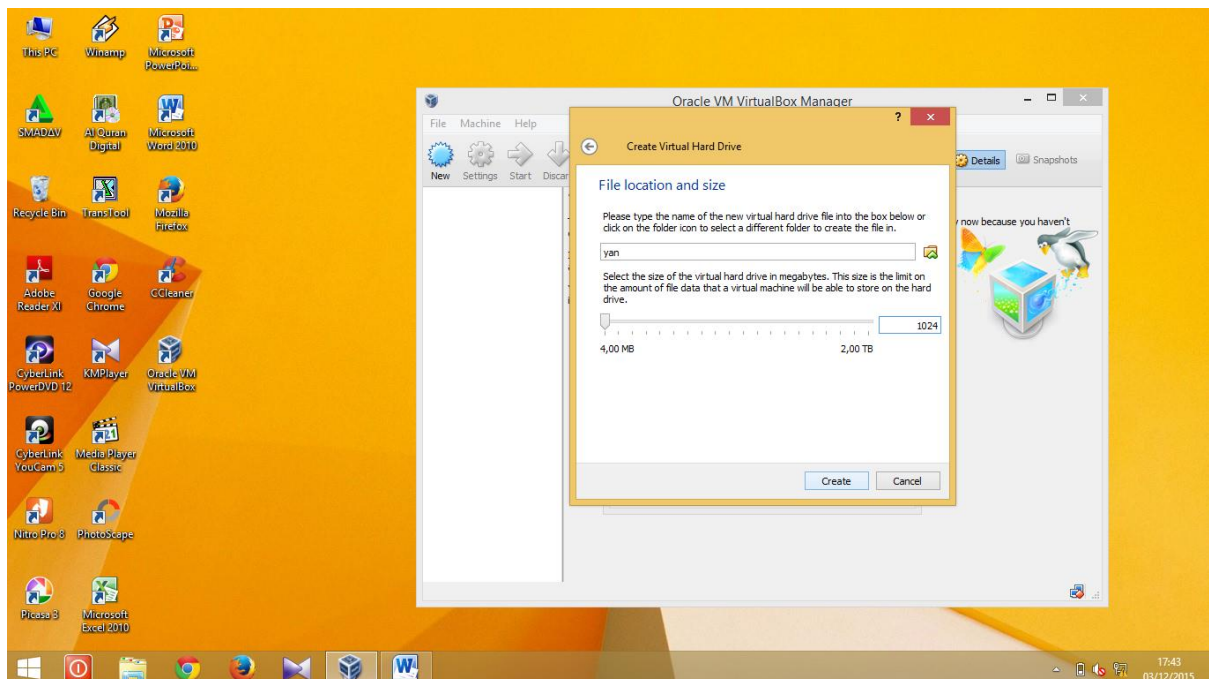 This PC
Winamp
Microsoft
PowerPoi...
SMADAV
Al Quran
Digital
Microsoft
Word 2010
Recycle Bin
TransTool
Mozilla
Firefox
Adobe
Reader XI
Google
Chrome
CCleaner
CyberLink
PowerDVD 12
KMPlayer
Oracle VM
VirtualBox
CyberLink
YouCam 5
Media Player
Classic
Nitro Pro 8
PhotoScape
Picasa 3
Microsoft
Excel 2010
Oracle VM VirtualBox Manager
File Machine Help
New Settings Start Discar
Details Snapshots
now because you haven't
? ×
Create Virtual Hard Drive
File location and size
Please type the name of the new virtual hard drive file into the box below or
click on the folder icon to select a different folder to create the file in.
yan
Select the size of the virtual hard drive in megabytes. This size is the limit on
the amount of file data that a virtual machine will be able to store on the hard
drive.
1024
4,00 MB 2,00 TB
Create Cancel
17:43
03/12/2015